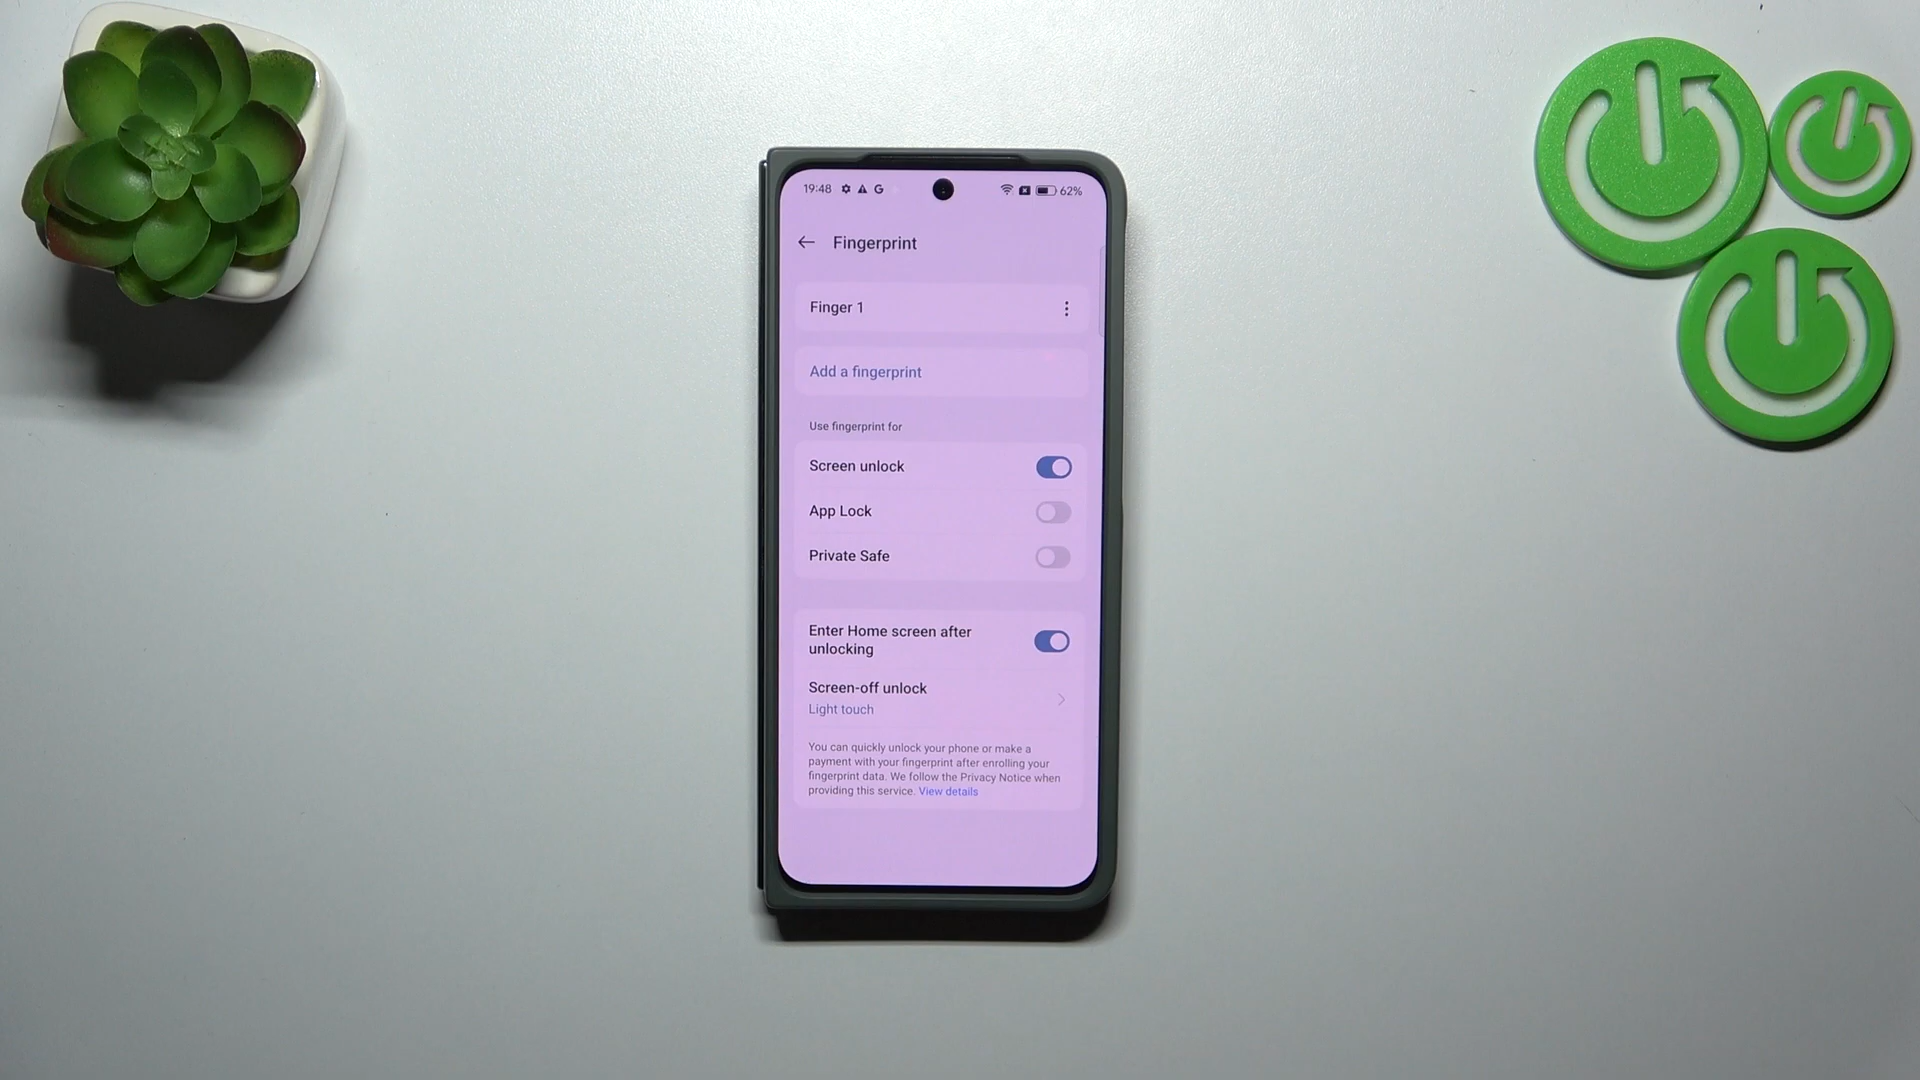 19:48 G 62%
Fingerprint
Finger 1
Add a fingerprint
Use fingerprint for
Screen unlock
App Lock
Private Safe
Enter Home screen after
unlocking
Screen-off unlock
Light touch
You can quickly unlock your phone or make a
payment with your fingerprint after enrolling your
fingerprint data. We follow the Privacy Notice when
providing this service. View details